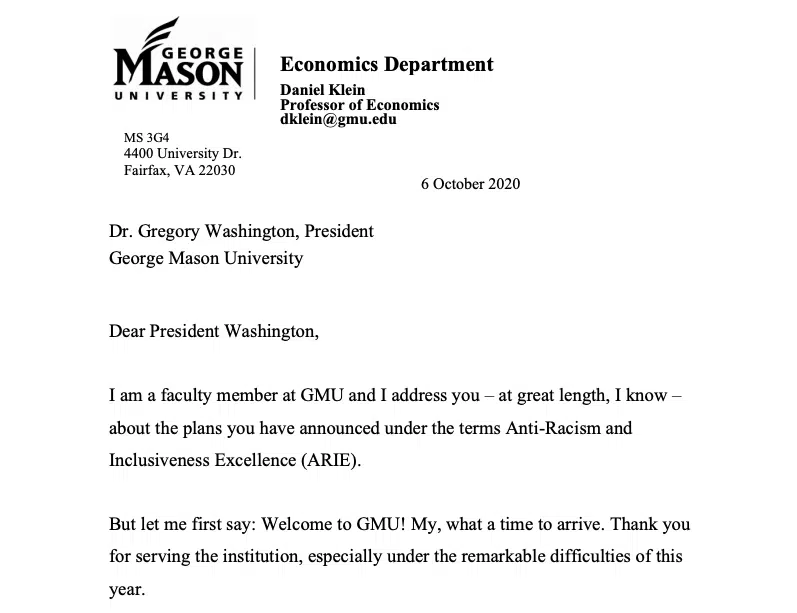 GEORGE
MASON
UNIVERSITY
Economics Department
Daniel Klein
Professor of Economics
dklein@gmu.edu
MS 3G4
4400 University Dr.
Fairfax, VA 22030
6 October 2020
Dr. Gregory Washington, President
George Mason University
Dear President Washington,
I am a faculty member at GMU and I address you – at great length, I know –
about the plans you have announced under the terms Anti-Racism and
Inclusiveness Excellence (ARIE).
But let me first say: Welcome to GMU! My, what a time to arrive. Thank you
for serving the institution, especially under the remarkable difficulties of this
year.